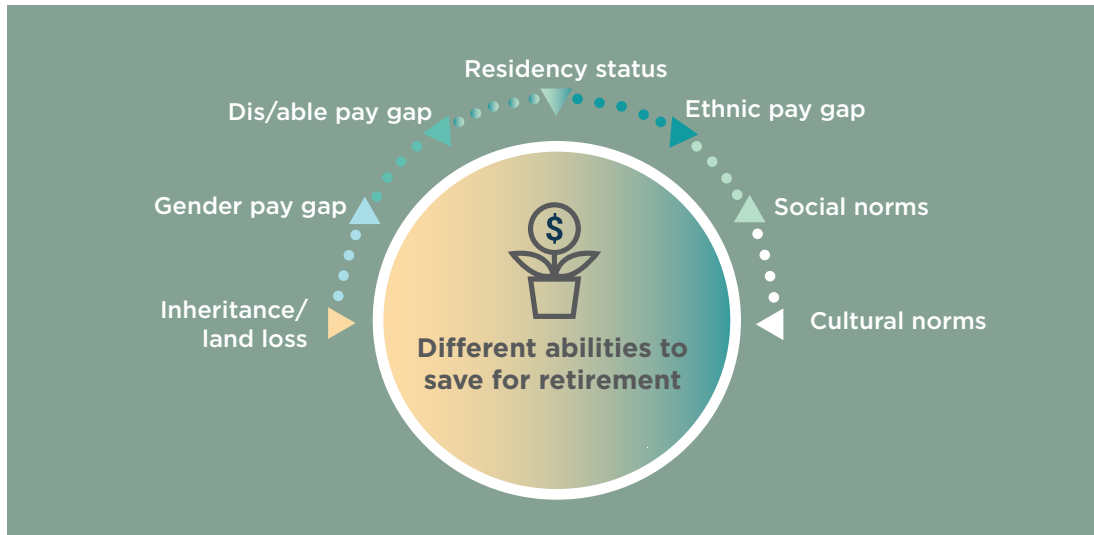 Residency status
Dis/able pay gap
Ethnic pay gap
Gender pay gap
Social norms
Inheritance/
land loss
Cultural norms
$
Different abilities to
save for retirement